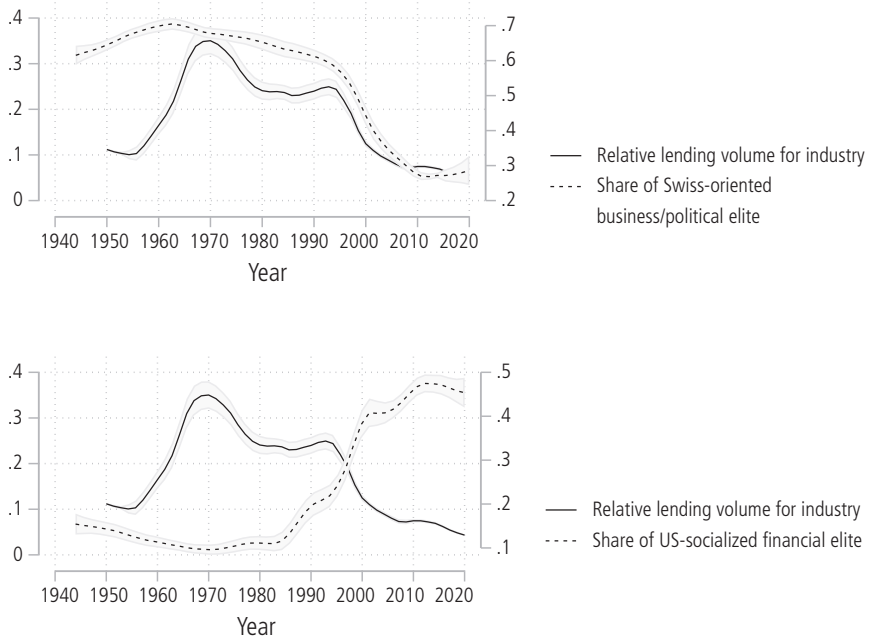 .4
.3
.2
.1
0
.7
.6
.5
.4
.3
.2
1940 1950 1960 1970 1980 1990 2000 2010 2020
Year
Relative lending volume for industry
Share of Swiss-oriented
business/political elite
.4
.3
.2
.1
0
.5
.4
.3
.2
.1
1940 1950 1960 1970 1980 1990 2000 2010 2020
Year
Relative lending volume for industry
Share of US-socialized financial elite